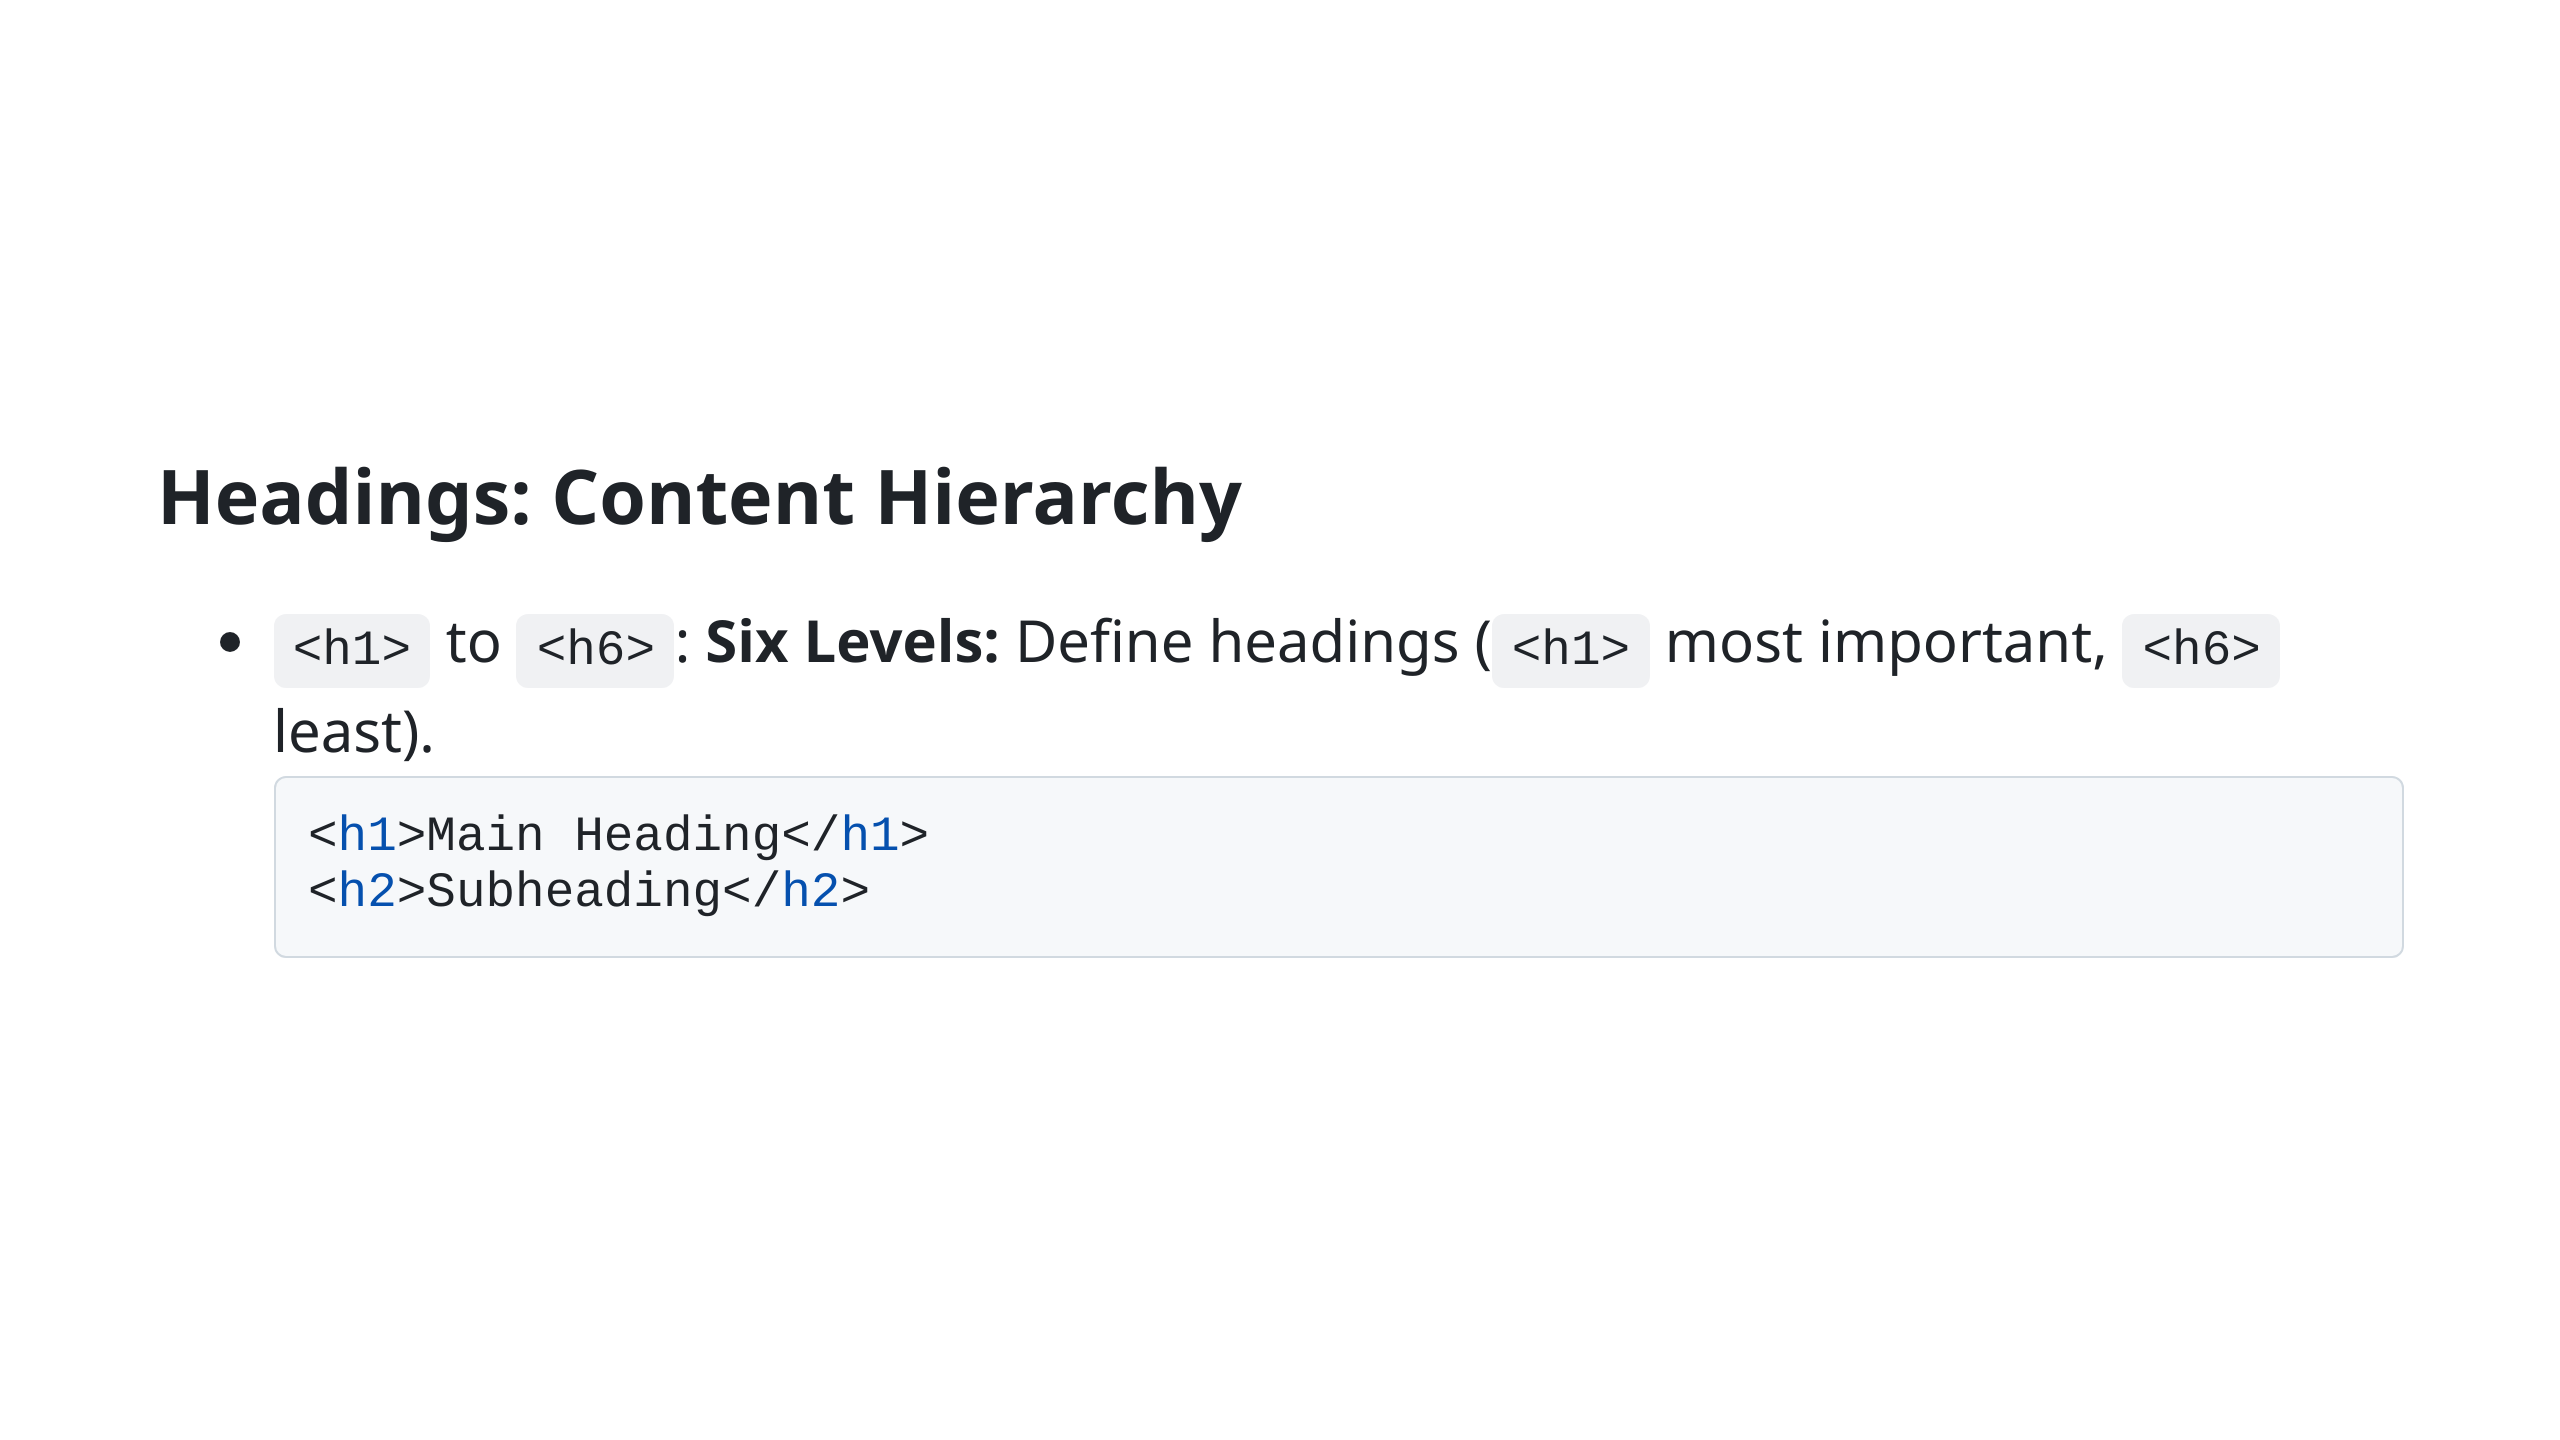 Headings: Content Hierarchy
• <h1> to <h6>: Six Levels: Define headings (<h1> most important, <h6>
least).
<h1>Main Heading</h1>
<h2>Subheading</h2>